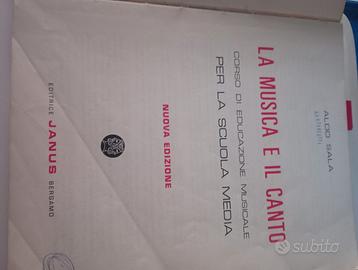 ALDO SALA
LA MUSICA E IL CANTO
CORSO DI EDUCAZIONE MUSICALE
PER LA SCUOLA MEDIA
NUOVA EDIZIONE
EDITRICE JANUS BERGAMO
subito